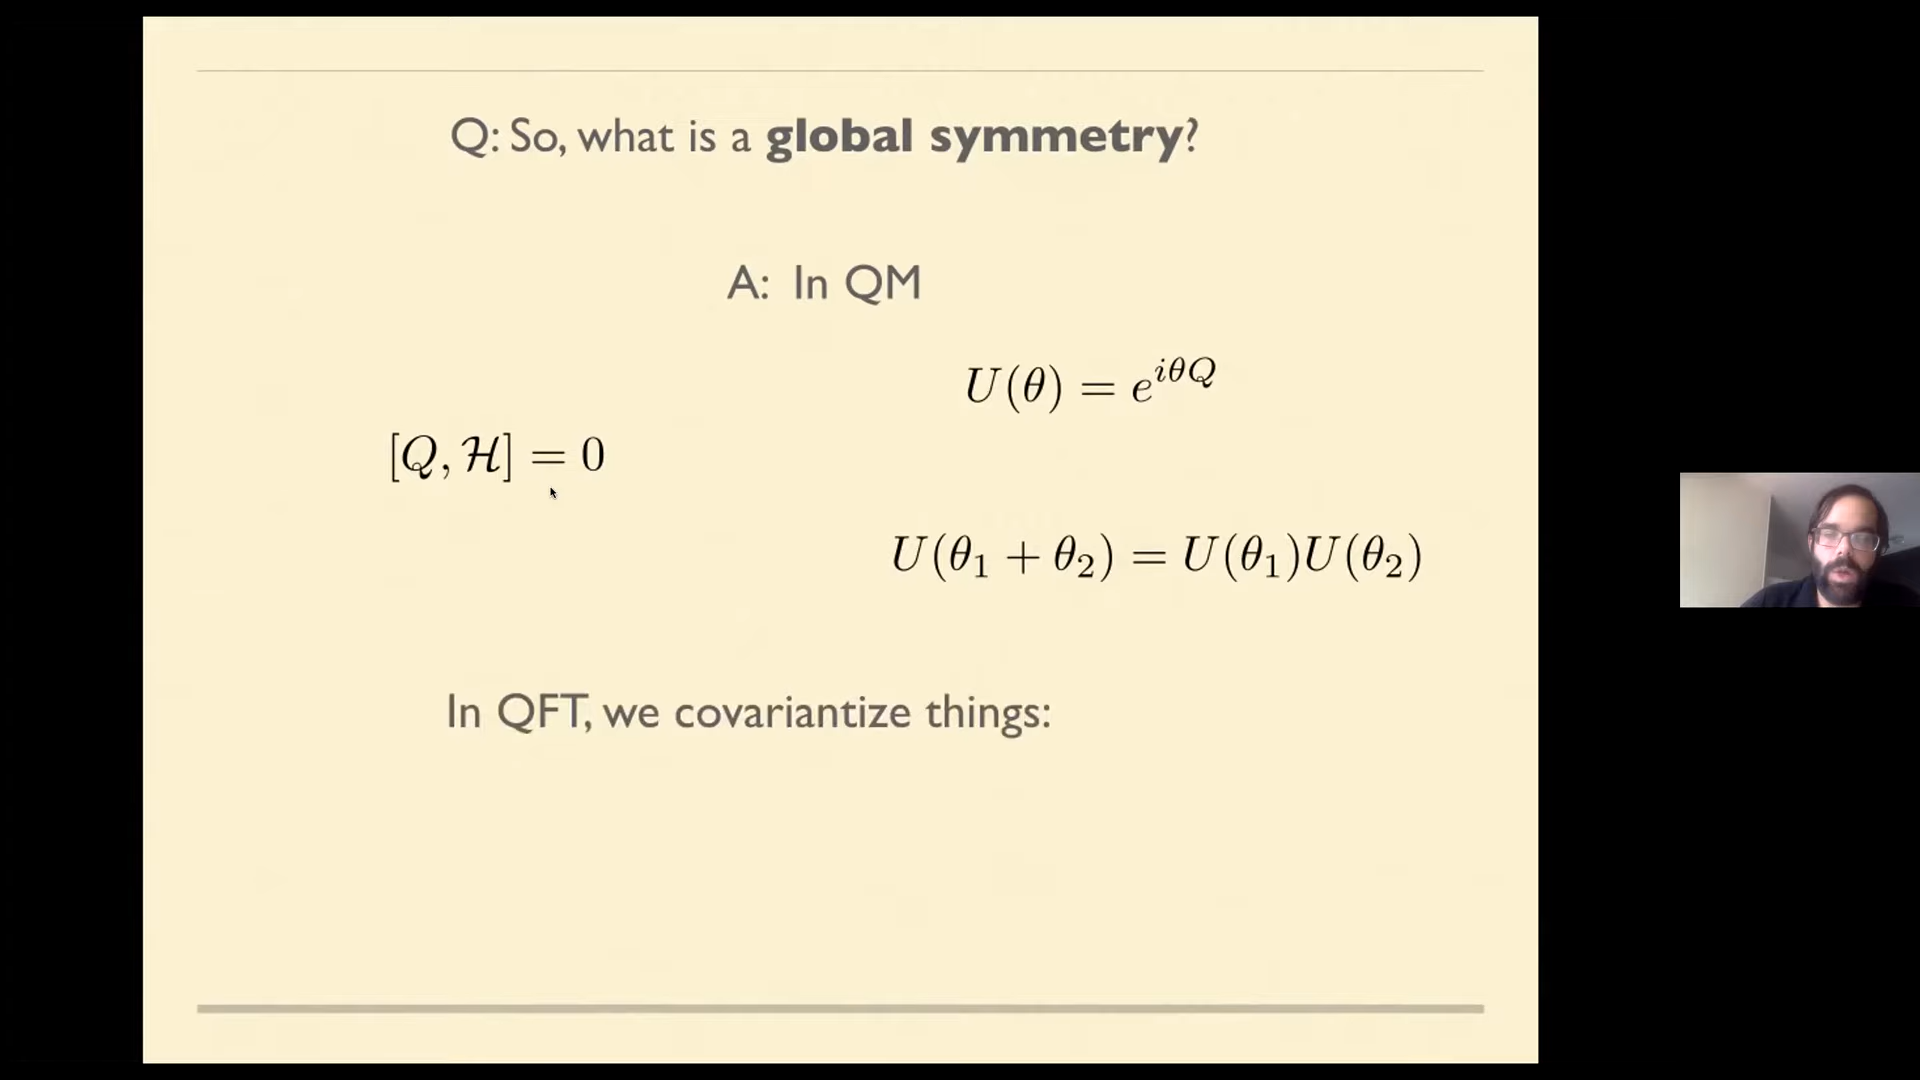 Q: So, what is a global symmetry?
A: In QM
U(θ) = e^{iθQ}
[Q, ℋ] = 0
U(θ₁ + θ₂) = U(θ₁)U(θ₂)
In QFT, we covariantize things: